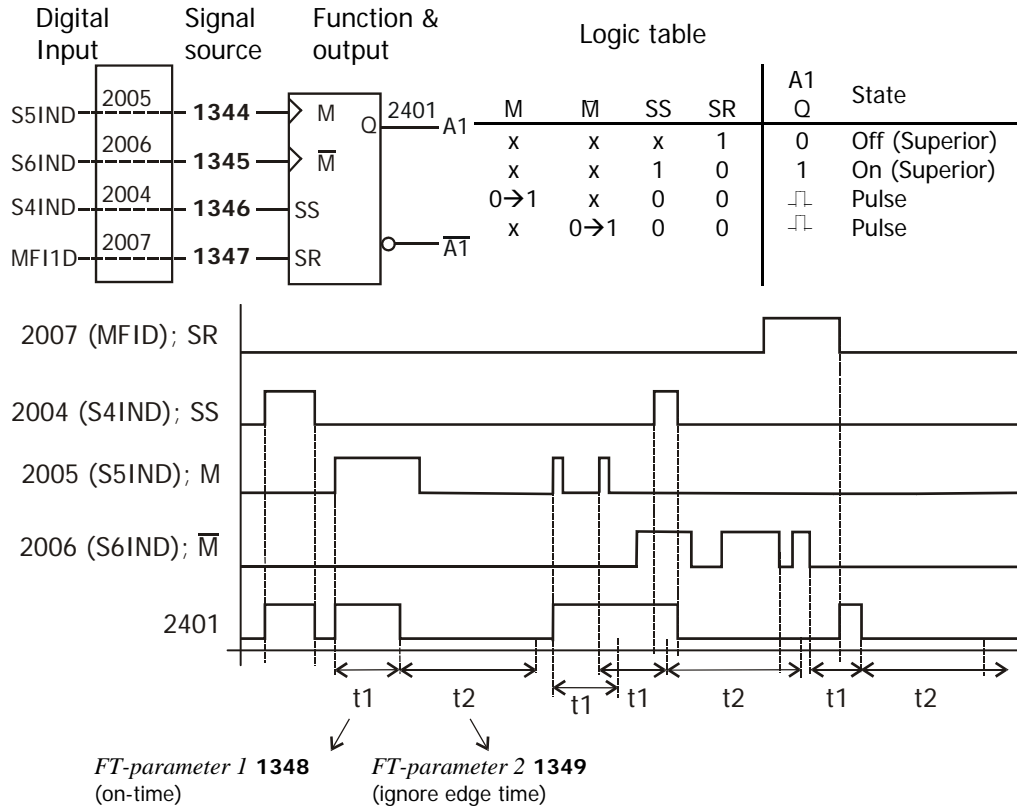 Digital Input
Signal source
Function & output
Logic table
S5IND 2005 1344 M
Q 2401 A1
S6IND 2006 1345 M̅
S4IND 2004 1346 SS
MFI1D 2007 1347 SR
A̅1̅
M M̅ SS SR A1 Q State
x x x 1 0 Off (Superior)
x x 1 0 1 On (Superior)
0→1 x 0 0 Pulse
x 0→1 0 0 Pulse
2007 (MFID); SR
2004 (S4IND); SS
2005 (S5IND); M
2006 (S6IND); M̅
2401
t1 t2 t1 t1 t2 t1 t2
FT-parameter 1 1348
(on-time)
FT-parameter 2 1349
(ignore edge time)